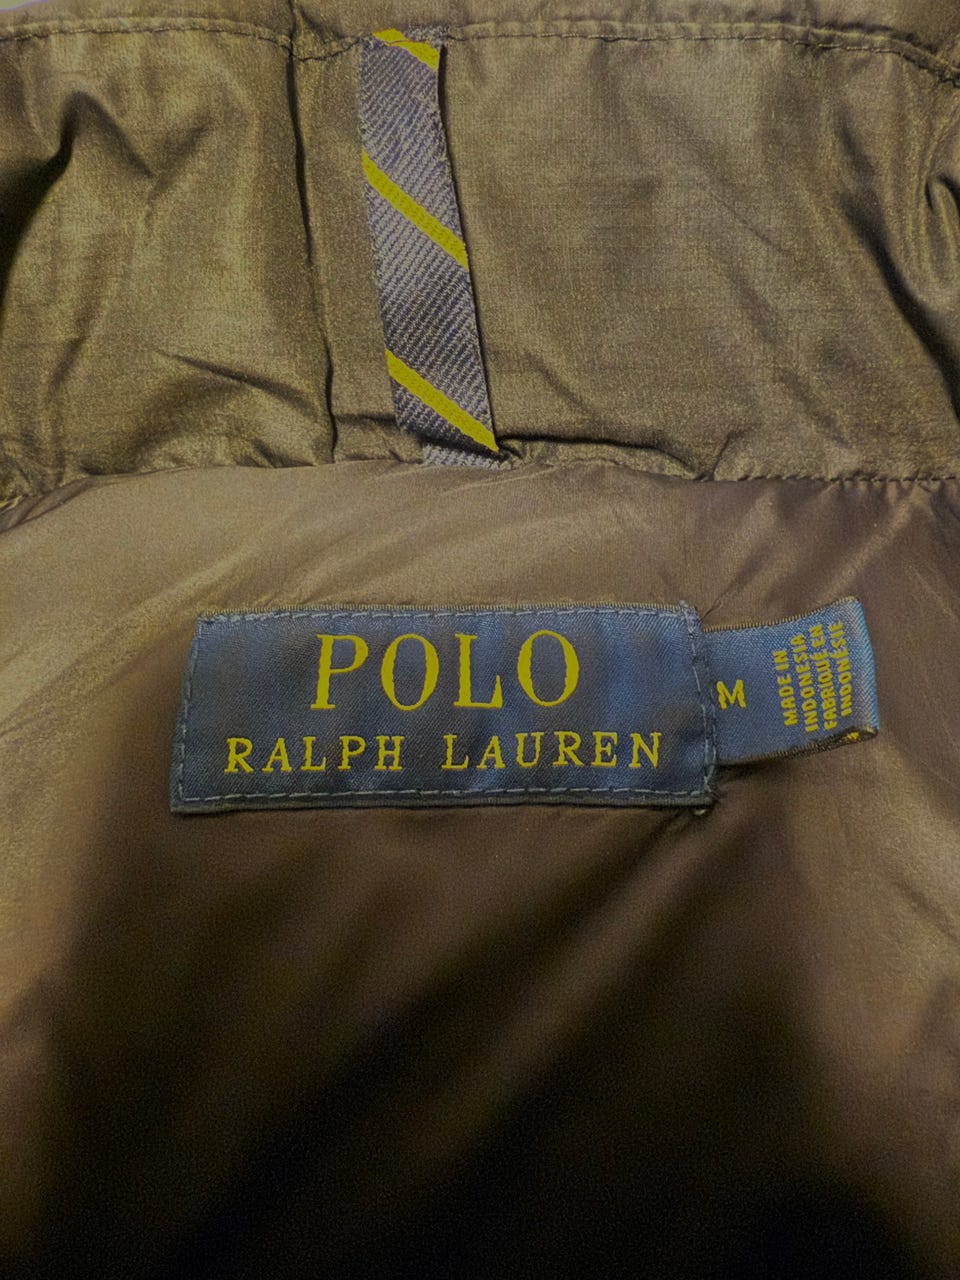 POLO
RALPH LAUREN
M
MADE IN
INDONESIA
FABRIQUÉ EN
INDONÉSIE